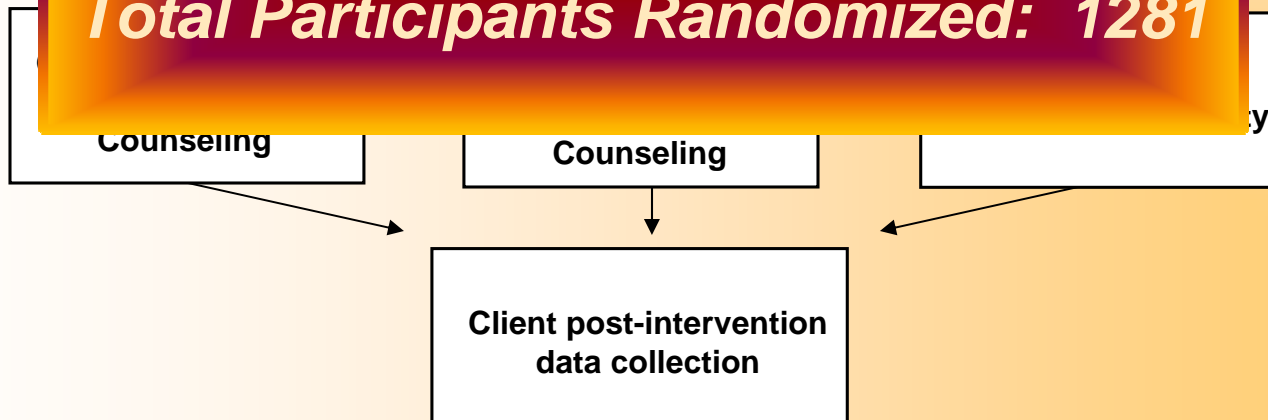 Total Participants Randomized: 1281
Counseling
Counseling
Client post-intervention
data collection